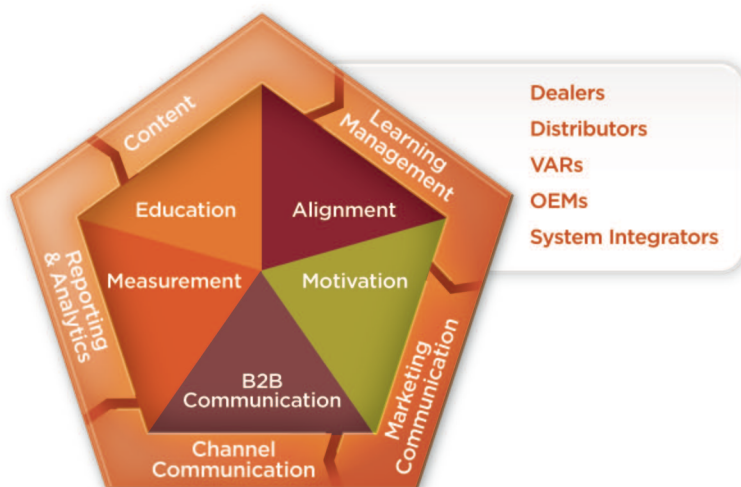 Content
Learning
Management
Dealers
Distributors
VARs
OEMs
System Integrators
Education
Alignment
Measurement
Motivation
Reporting
& Analytics
B2B
Communication
Marketing
Communication
Channel
Communication